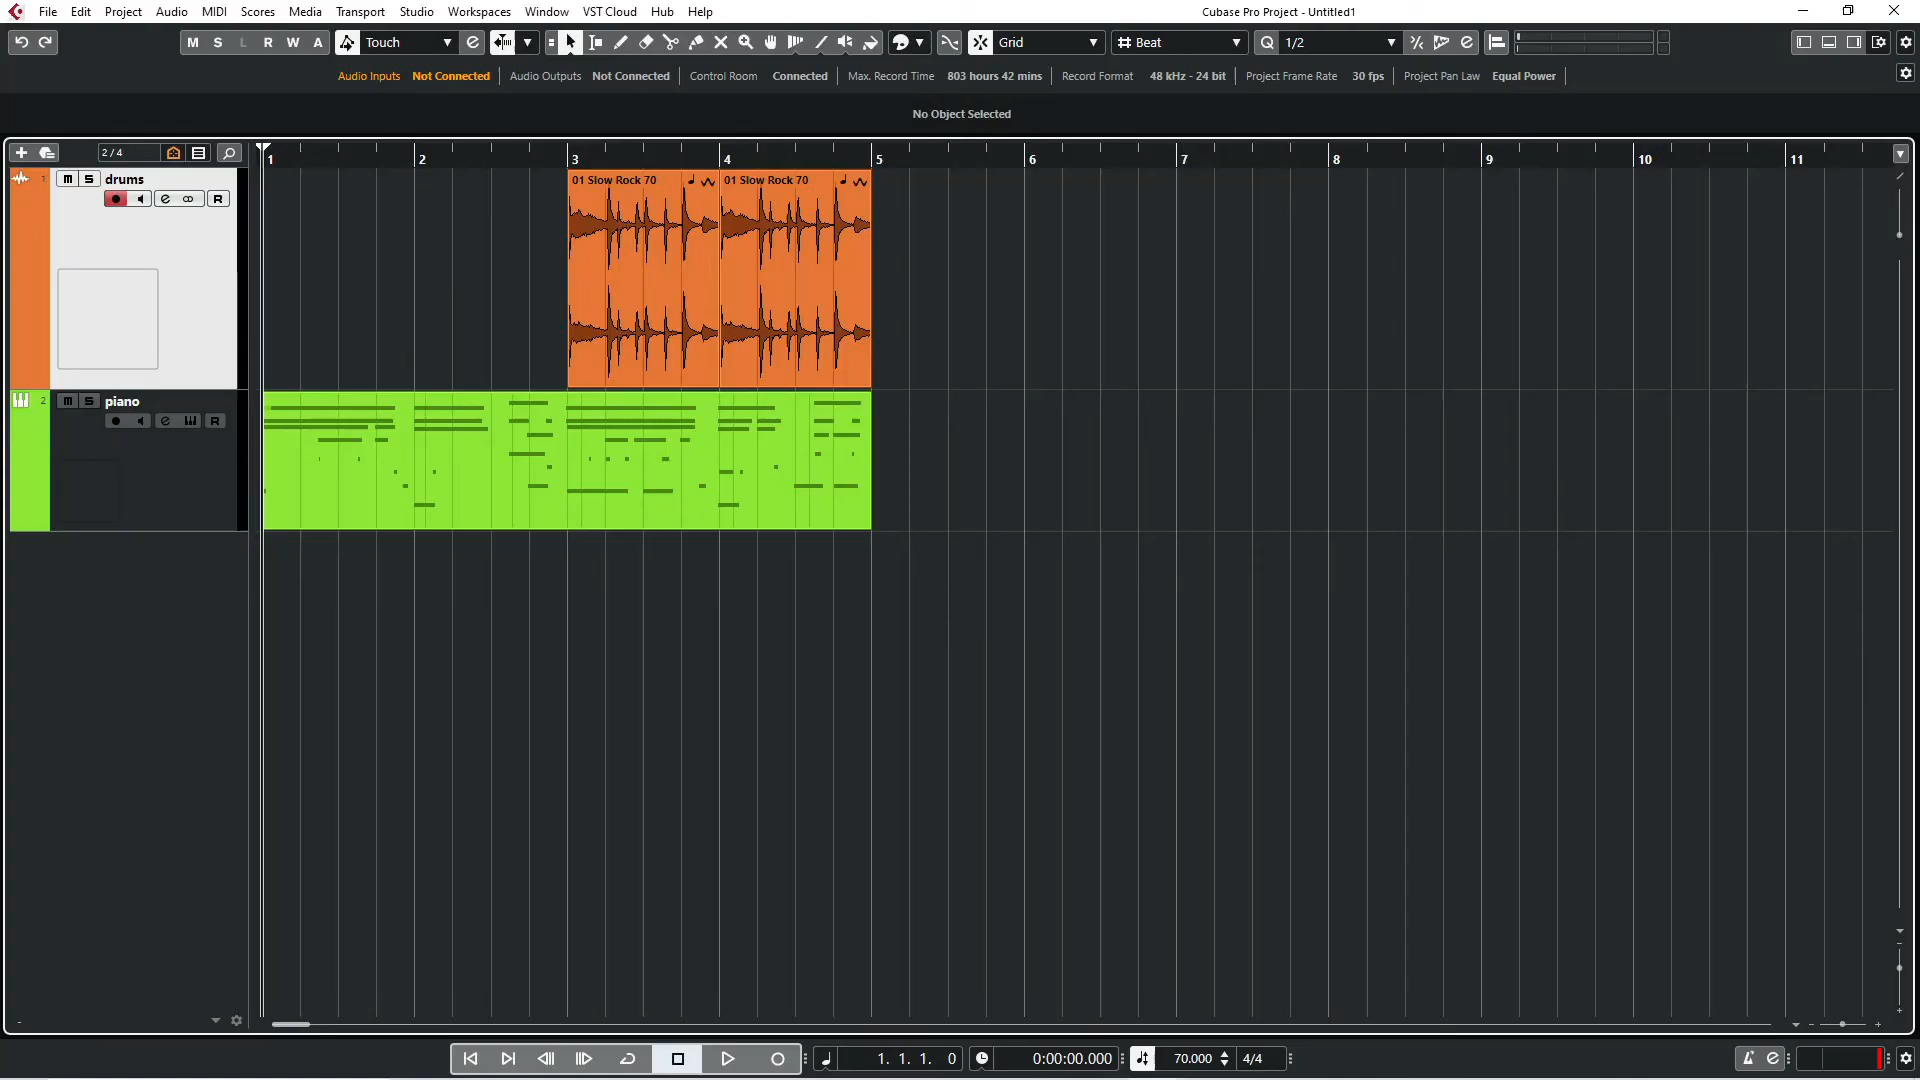 File Edit Project Audio MIDI Scores Media Transport Studio Workspaces Window VST Cloud Hub Help Cubase Pro Project - Untitled1
M S L R W A Touch Grid Beat Q 1/2
Audio Inputs Not Connected Audio Outputs Not Connected Control Room Connected Max. Record Time 803 hours 42 mins Record Format 48 kHz - 24 bit Project Frame Rate 30 fps Project Pan Law Equal Power
No Object Selected
2 / 4
1 2 3 4 5 6 7 8 9 10 11
1 m S drums
R
01 Slow Rock 70 01 Slow Rock 70
2 m S piano
R
1. 1. 1. 0 0:00:00.000 70.000 4/4